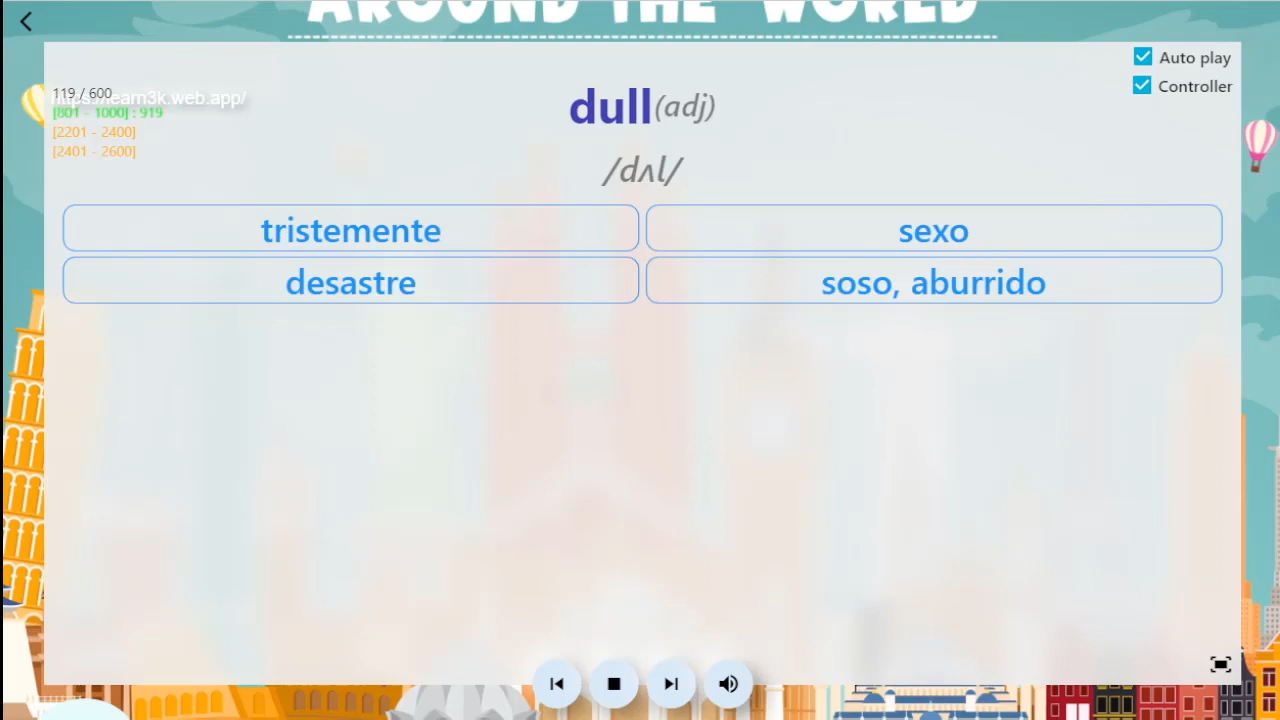 AROUND THE WORLD
Auto play
Controller
119 / 600
https://learn3k.web.app/
[801 - 1000] : 919
[2201 - 2400]
[2401 - 2600]
dull(adj)
/dʌl/
tristemente
sexo
desastre
soso, aburrido